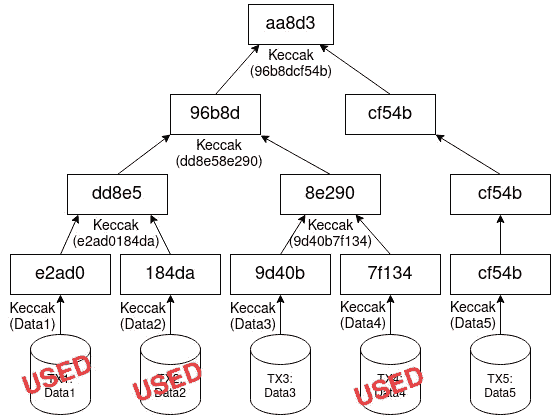 aa8d3
Keccak
(96b8dcf54b)
96b8d
cf54b
Keccak
(dd8e58e290)
dd8e5
8e290
cf54b
Keccak
(e2ad0184da)
Keccak
(9d40b7f134)
e2ad0
184da
9d40b
7f134
cf54b
Keccak
(Data1)
Keccak
(Data2)
Keccak
(Data3)
Keccak
(Data4)
Keccak
(Data5)
TX1:
Data1
USED
TX2:
Data2
USED
TX3:
Data3
TX4:
Data4
USED
TX5:
Data5